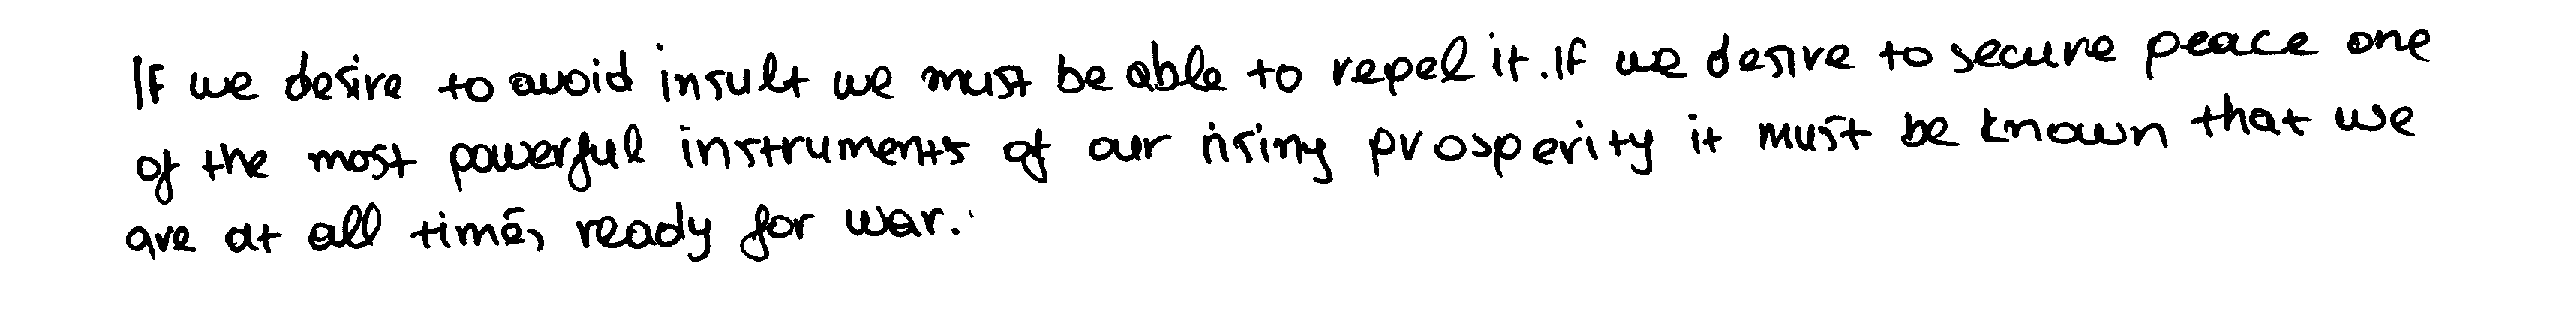 If we desire to avoid insult we must be able to repel it. If we desire to secure peace one
of the most powerful instruments of our rising prosperity it must be known that we
are at all times ready for war.